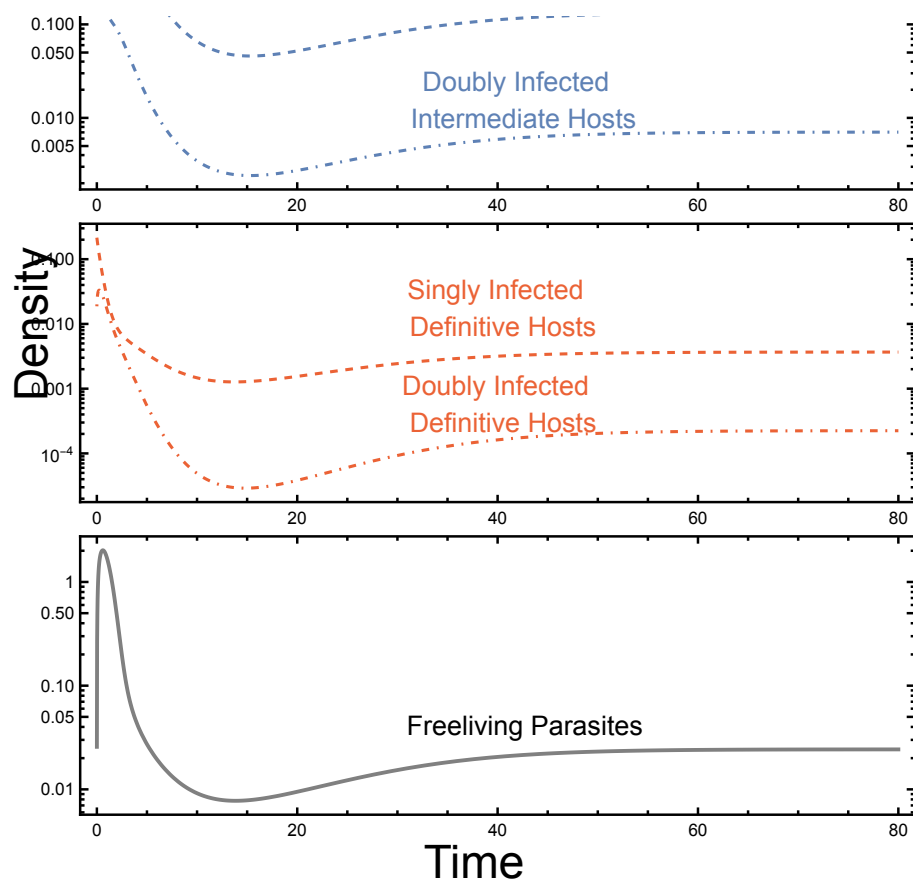 0.100
0.050
0.010
0.005
Doubly Infected
Intermediate Hosts
0 20 40 60 80
Density
0.100
0.010
0.001
10⁻⁴
Singly Infected
Definitive Hosts
Doubly Infected
Definitive Hosts
0 20 40 60 80
1
0.50
0.10
0.05
0.01
Freeliving Parasites
0 20 40 60 80
Time